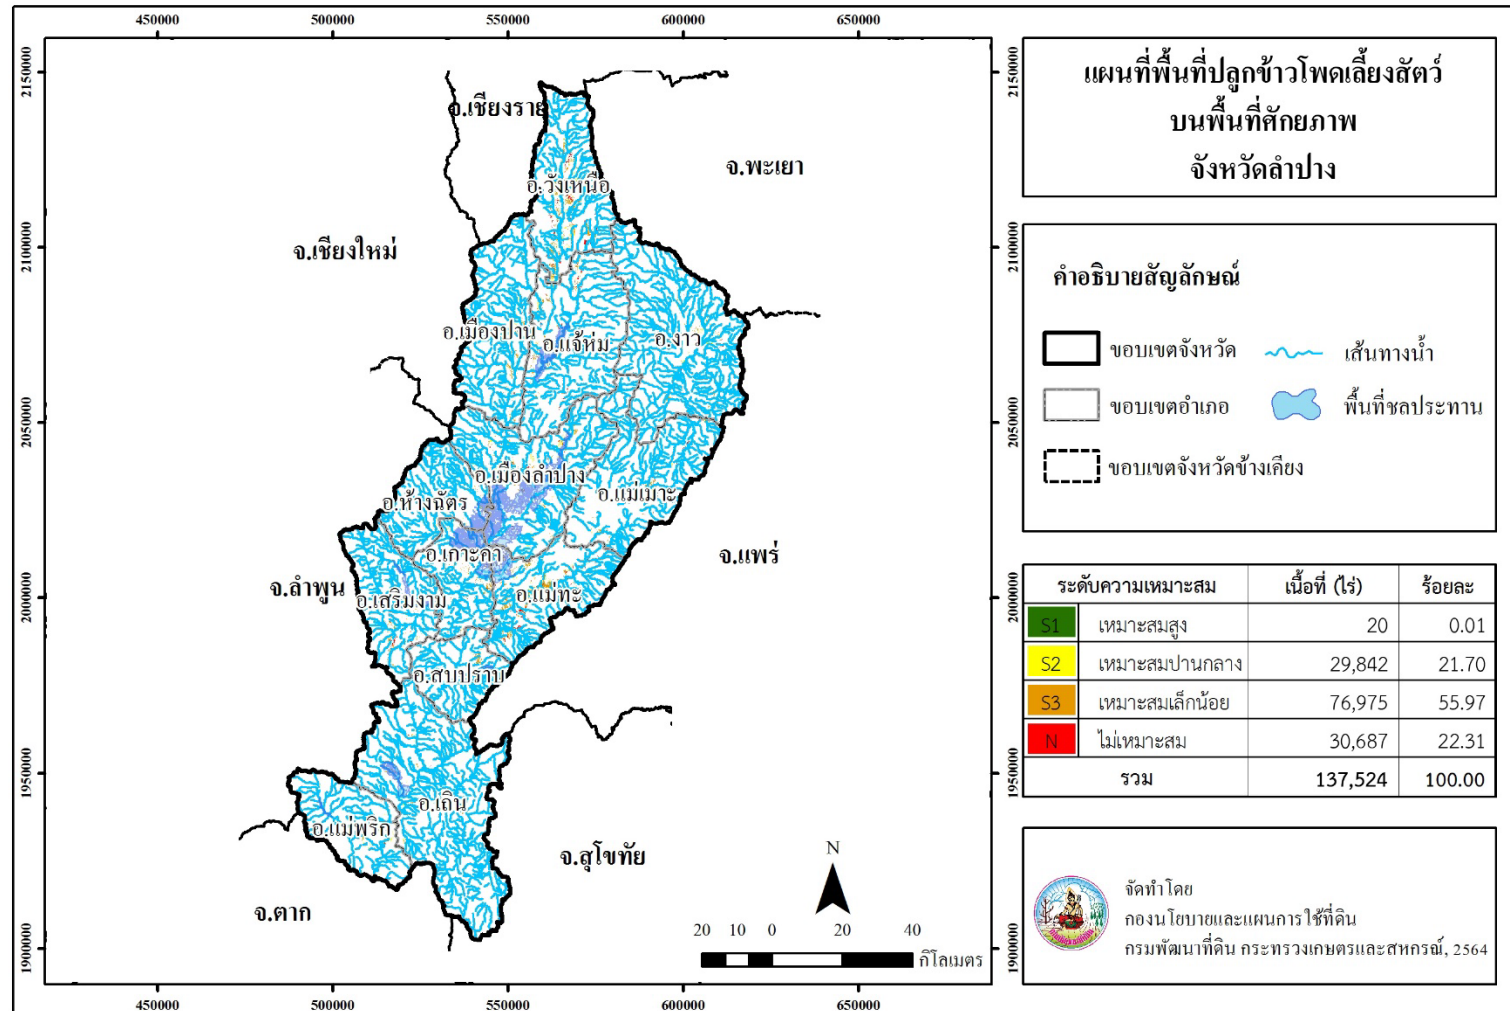 450000 500000 550000 600000 650000
แผนที่พื้นที่ปลูกข้าวโพดเลี้ยงสัตว์
บนพื้นที่ศักยภาพ
จังหวัดลำปาง
2150000
2150000
จ.เชียงราย
จ.พะเยา
อ.วังเหนือ
2100000
2100000
จ.เชียงใหม่
อ.เมืองปาน
อ.แจ้ห่ม
อ.งาว
2050000
2050000
อ.เมืองลำปาง
อ.แม่เมาะ
อ.ห้างฉัตร
อ.เกาะคา
จ.แพร่
จ.ลำพูน
อ.เสริมงาม
อ.แม่ทะ
2000000
2000000
อ.สบปราบ
1950000
1950000
อ.เถิน
อ.แม่พริก
จ.สุโขทัย
จ.ตาก
1900000
1900000
N
20 10 0 20 40
กิโลเมตร
450000 500000 550000 600000 650000
คำอธิบายสัญลักษณ์
ขอบเขตจังหวัด เส้นทางน้ำ
ขอบเขตอำเภอ พื้นที่ชลประทาน
ขอบเขตจังหวัดข้างเคียง
ระดับความเหมาะสม เนื้อที่ (ไร่) ร้อยละ
S1 เหมาะสมสูง 20 0.01
S2 เหมาะสมปานกลาง 29,842 21.70
S3 เหมาะสมเล็กน้อย 76,975 55.97
N ไม่เหมาะสม 30,687 22.31
รวม 137,524 100.00
จัดทำโดย
กองนโยบายและแผนการใช้ที่ดิน
กรมพัฒนาที่ดิน กระทรวงเกษตรและสหกรณ์, 2564